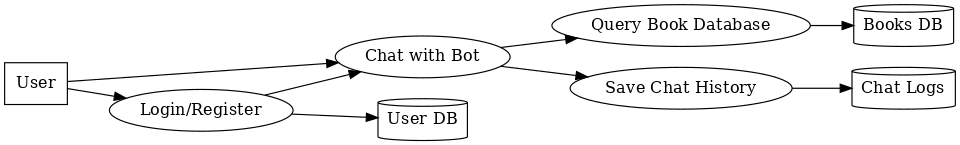 User
Login/Register
Chat with Bot
User DB
Query Book Database
Save Chat History
Books DB
Chat Logs